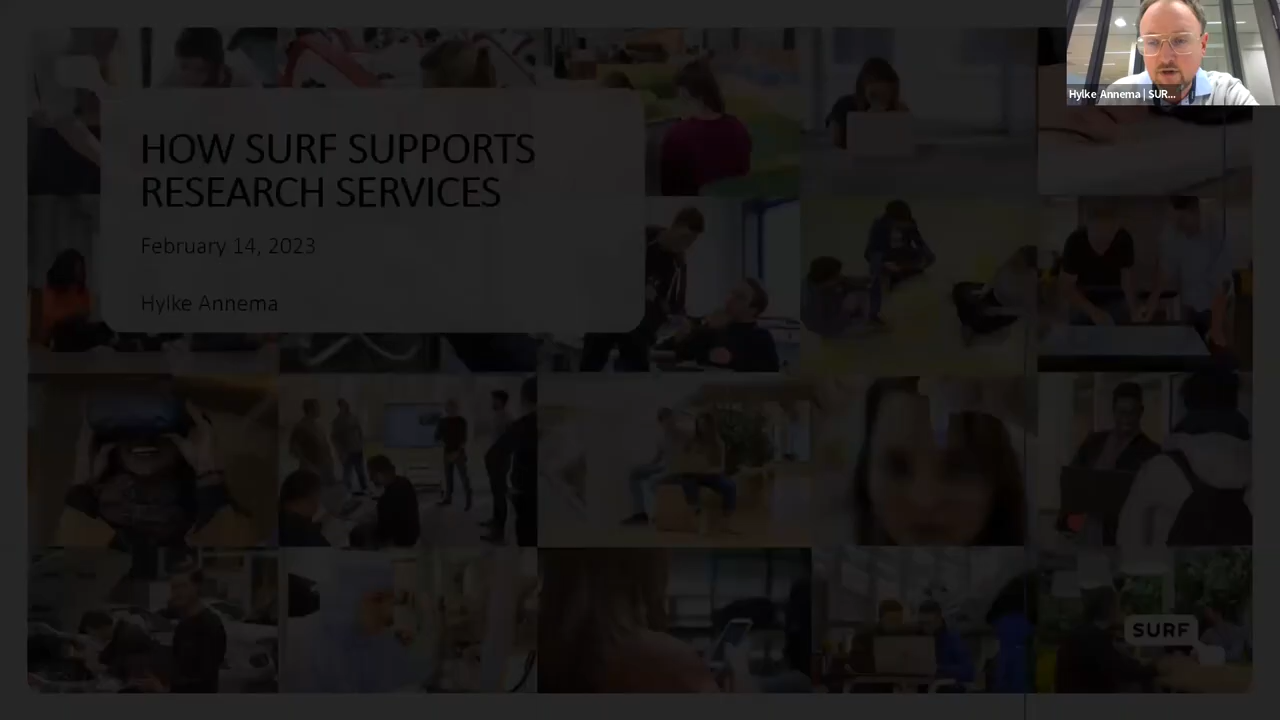 HOW SURF SUPPORTS
RESEARCH SERVICES
February 14, 2023
Hylke Annema
Hylke Annema | SUR...
SURF